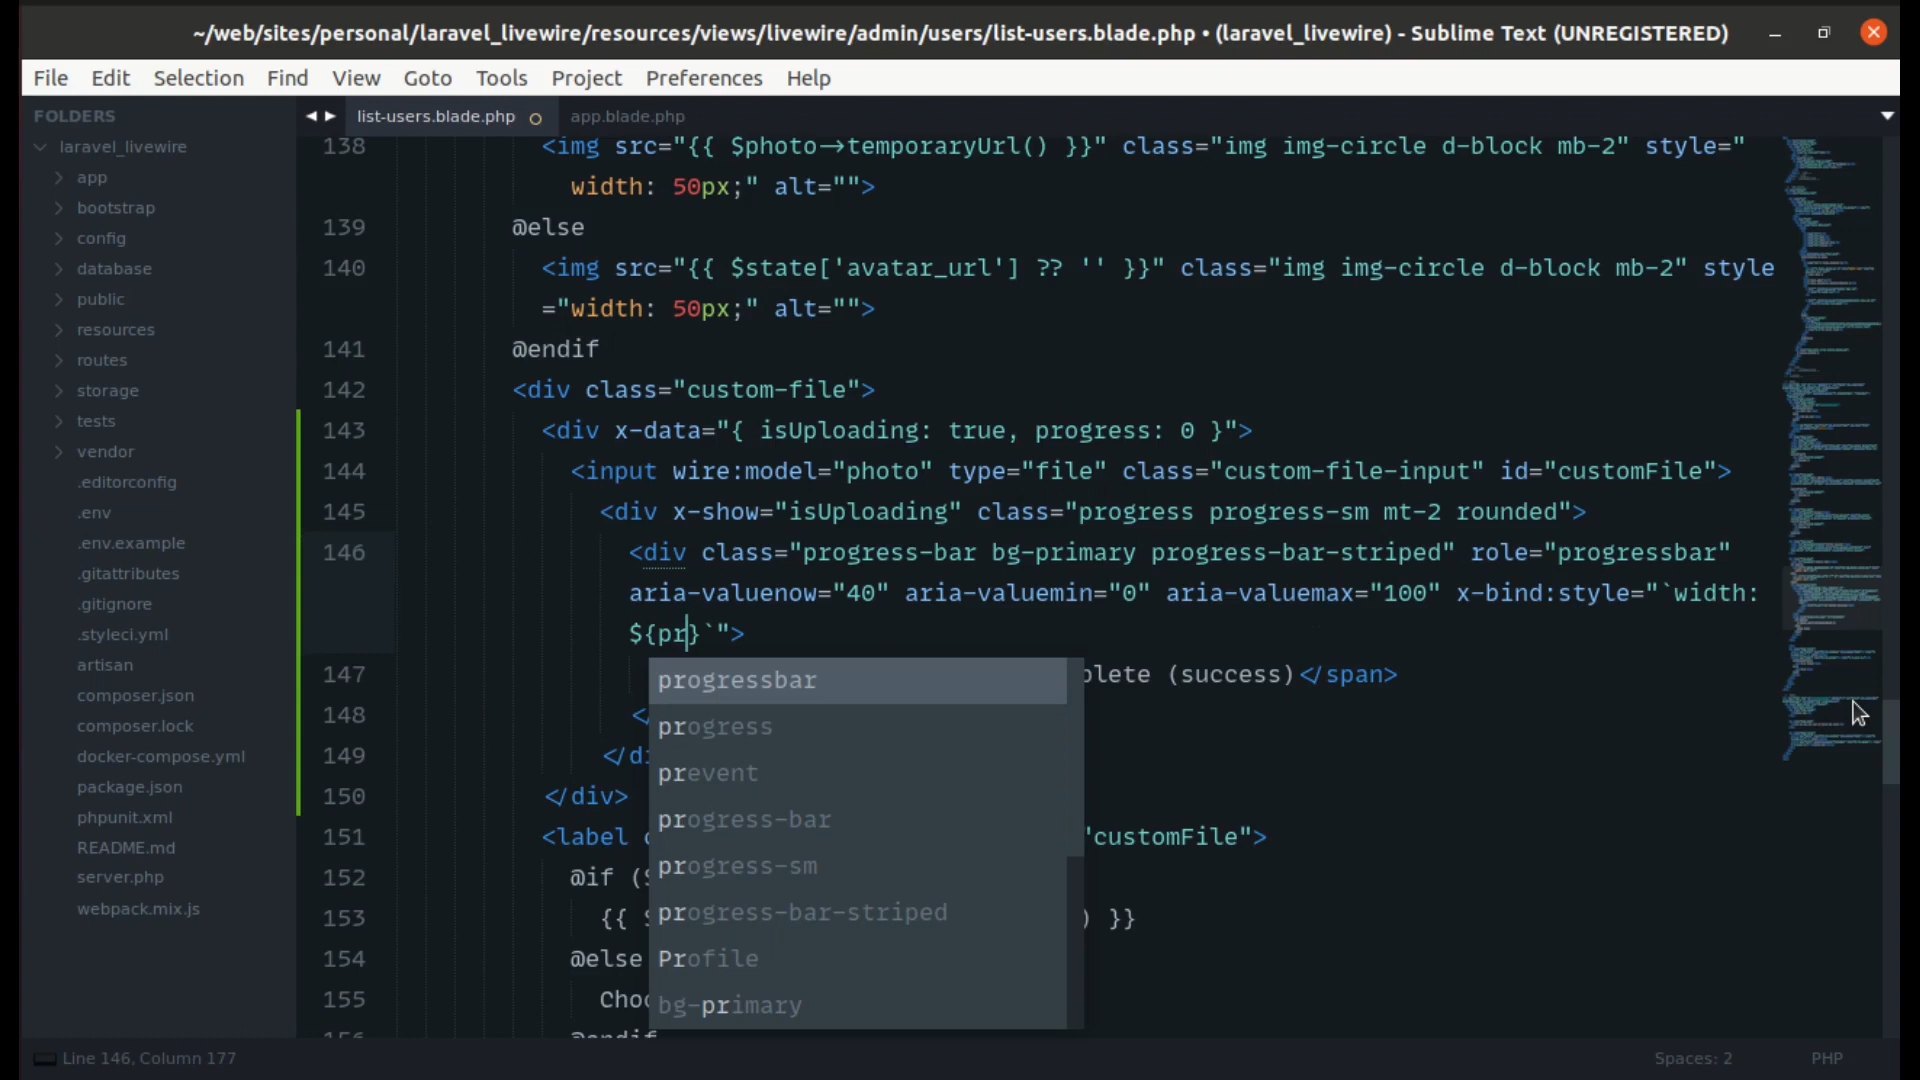 ~/web/sites/personal/laravel_livewire/resources/views/livewire/admin/users/list-users.blade.php • (laravel_livewire) - Sublime Text (UNREGISTERED)
File Edit Selection Find View Goto Tools Project Preferences Help
FOLDERS
laravel_livewire
app
bootstrap
config
database
public
resources
routes
storage
tests
vendor
.editorconfig
.env
.env.example
.gitattributes
.gitignore
.styleci.yml
artisan
composer.json
composer.lock
docker-compose.yml
package.json
phpunit.xml
README.md
server.php
webpack.mix.js
list-users.blade.php app.blade.php
138 <img src="{{ $photo->temporaryUrl() }}" class="img img-circle d-block mb-2" style="
width: 50px;" alt="">
139 @else
140 <img src="{{ $state['avatar_url'] ?? '' }}" class="img img-circle d-block mb-2" style
="width: 50px;" alt="">
141 @endif
142 <div class="custom-file">
143 <div x-data="{ isUploading: true, progress: 0 }">
144 <input wire:model="photo" type="file" class="custom-file-input" id="customFile">
145 <div x-show="isUploading" class="progress progress-sm mt-2 rounded">
146 <div class="progress-bar bg-primary progress-bar-striped" role="progressbar"
aria-valuenow="40" aria-valuemin="0" aria-valuemax="100" x-bind:style="`width:
${pr}`">
147 plete (success)</span>
148 </
149 </di
150 </div>
151 <label "customFile">
152 @if (
153 {{ ) }}
154 @else
155 Choo
156 @endif
progressbar
progress
prevent
progress-bar
progress-sm
progress-bar-striped
Profile
bg-primary
Line 146, Column 177 Spaces: 2 PHP